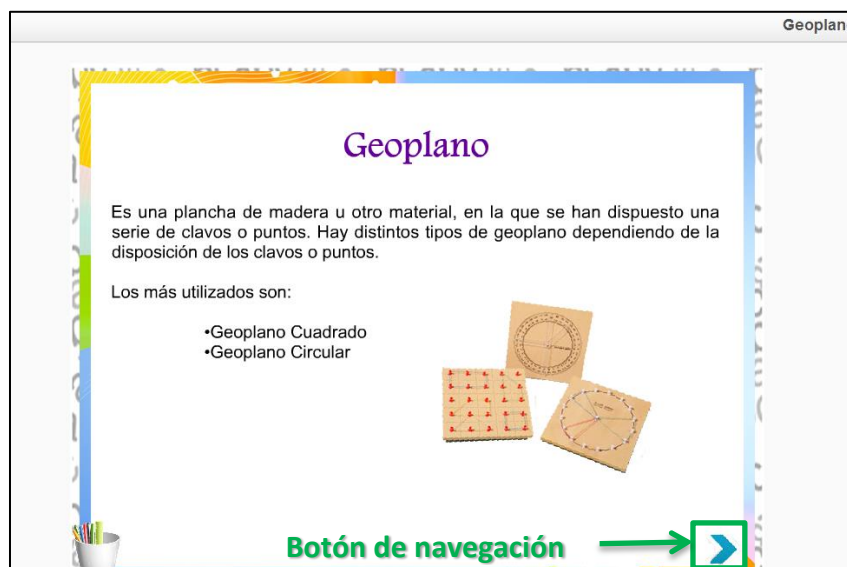 Geoplano
Es una plancha de madera u otro material, en la que se han dispuesto una
serie de clavos o puntos. Hay distintos tipos de geoplano dependiendo de la
disposición de los clavos o puntos.
Los más utilizados son:
•Geoplano Cuadrado
•Geoplano Circular
Botón de navegación